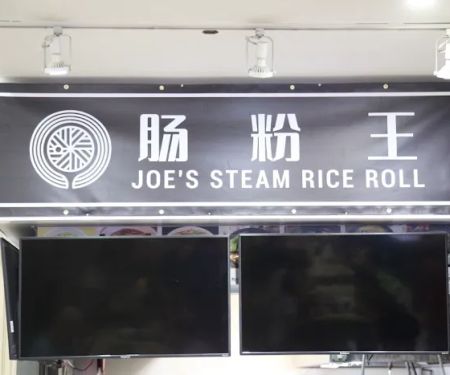 肠粉王
JOE'S STEAM RICE ROLL